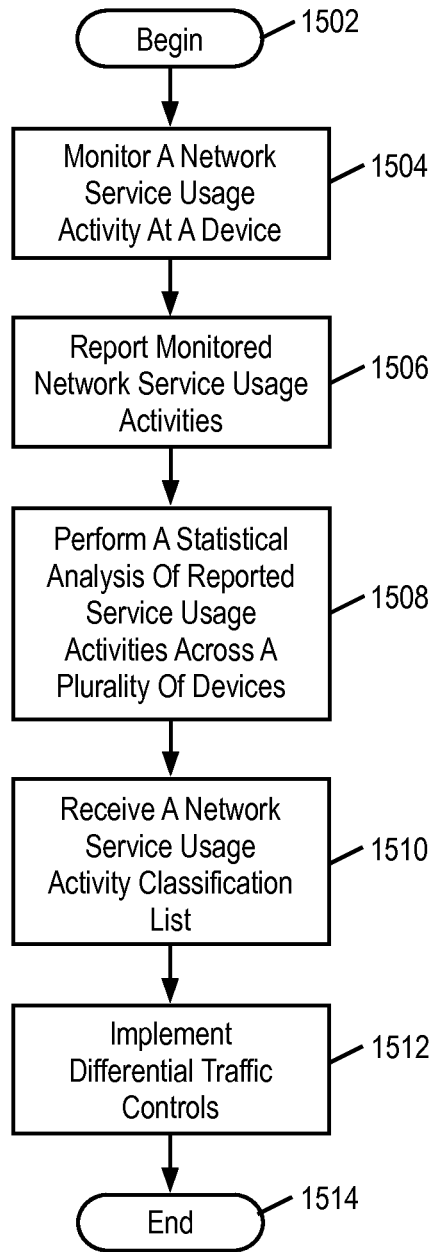 Begin
1502
Monitor A Network
Service Usage
Activity At A Device
1504
Report Monitored
Network Service Usage
Activities
1506
Perform A Statistical
Analysis Of Reported
Service Usage
Activities Across A
Plurality Of Devices
1508
Receive A Network
Service Usage
Activity Classification
List
1510
Implement
Differential Traffic
Controls
1512
End
1514